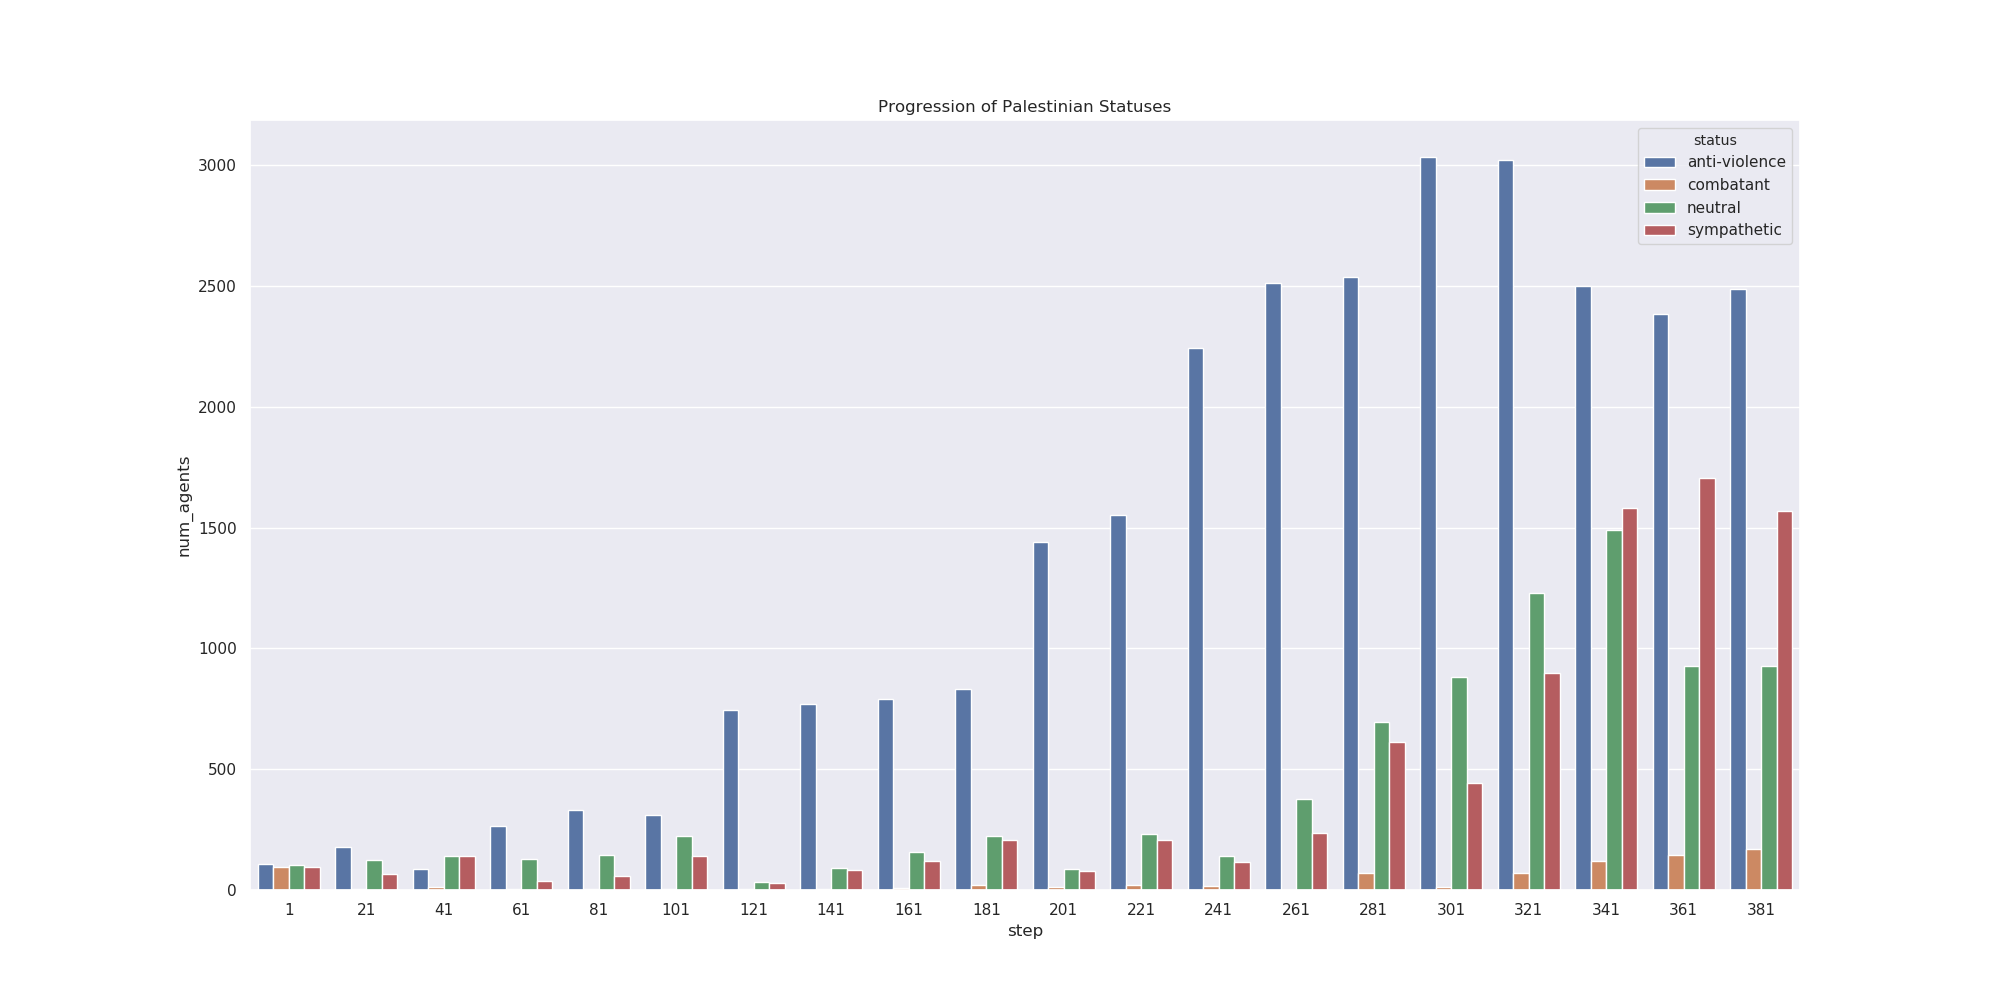 Progression of Palestinian Statuses
status
anti-violence
combatant
neutral
sympathetic
3000
2500
2000
1500
1000
500
0
num_agents
1 21 41 61 81 101 121 141 161 181 201 221 241 261 281 301 321 341 361 381
step